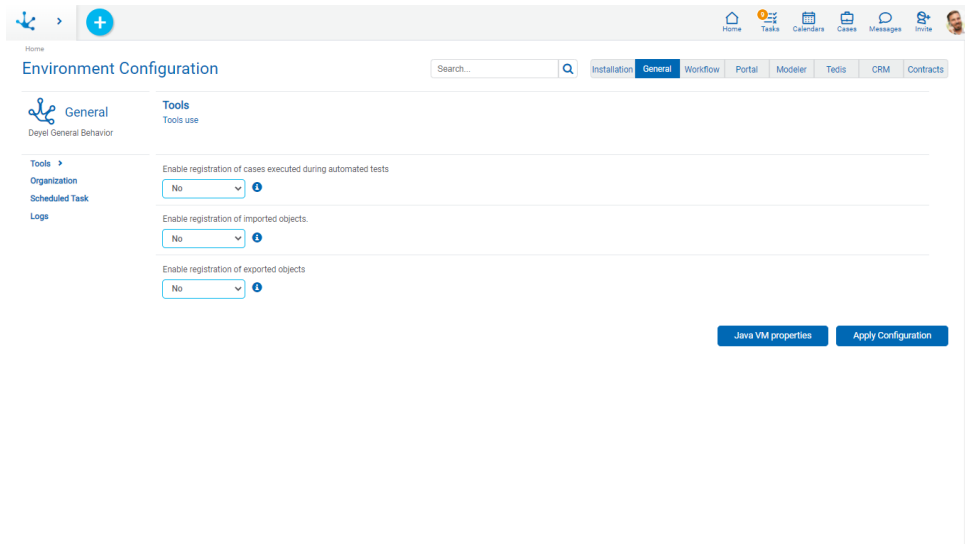 9
Home
Tasks
Calendars
Cases
Messages
Invite
Home
Environment Configuration
Search...
Installation
General
Workflow
Portal
Modeler
Tedis
CRM
Contracts
General
Deyel General Behavior
Tools
Tools use
Tools
Organization
Scheduled Task
Logs
Enable registration of cases executed during automated tests
No
Enable registration of imported objects.
No
Enable registration of exported objects
No
Java VM properties
Apply Configuration